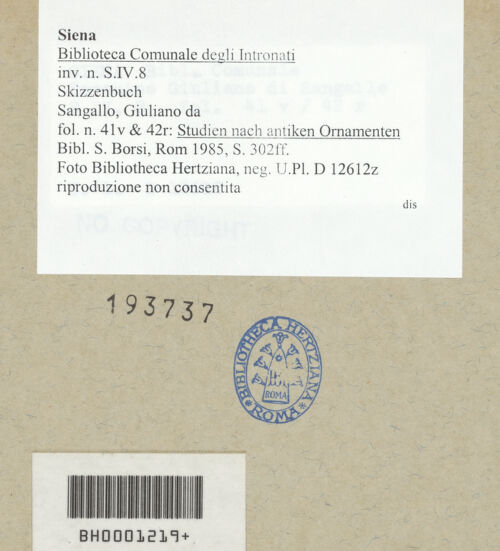 Siena
Biblioteca Comunale degli Intronati
inv. n. S.IV.8
Skizzenbuch
Sangallo, Giuliano da
fol. n. 41v & 42r: Studien nach antiken Ornamenten
Bibl. S. Borsi, Rom 1985, S. 302ff.
Foto Bibliotheca Hertziana, neg. U.Pl. D 12612z
riproduzione non consentita
dis
193737
BIBLIOTHECA HERTZIANA
ROMA
*ROMA*
BH0001219+